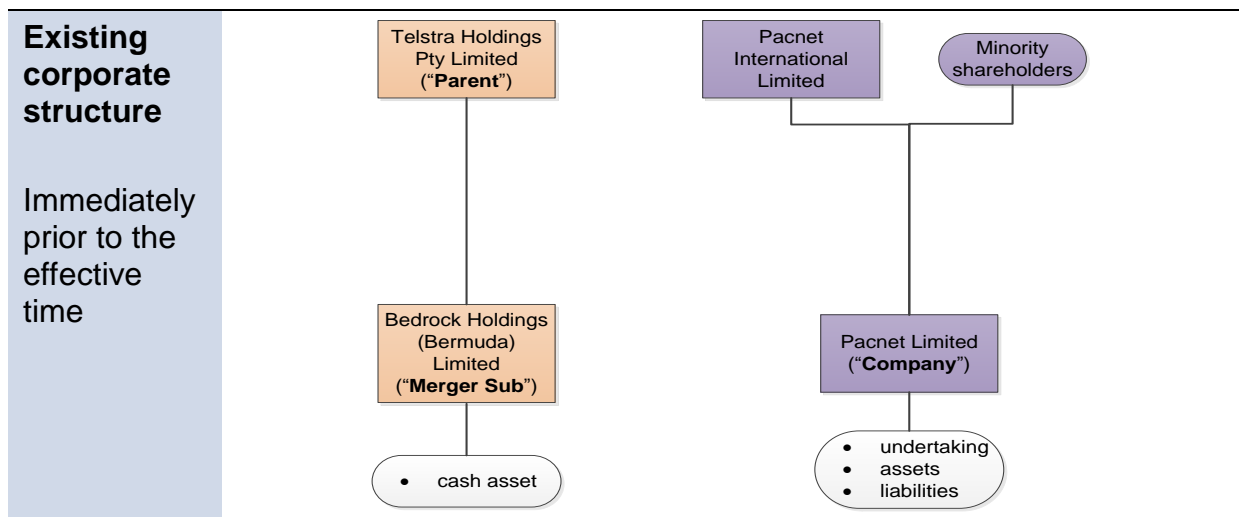 Existing
corporate
structure
Immediately
prior to the
effective
time
Telstra Holdings
Pty Limited
(“Parent”)
Pacnet
International
Limited
Minority
shareholders
Bedrock Holdings
(Bermuda)
Limited
(“Merger Sub”)
Pacnet Limited
(“Company”)
• cash asset
• undertaking
• assets
• liabilities